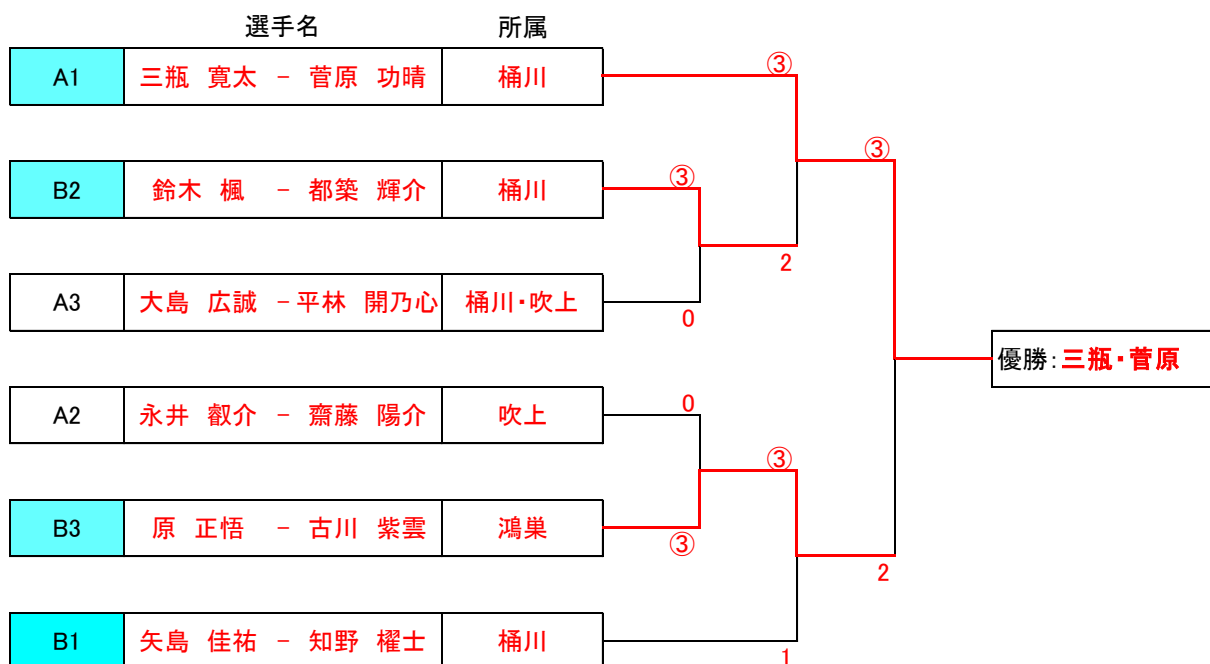 選手名 所属
A1 三瓶 寛太 － 菅原 功晴 桶川
③
③
B2 鈴木 楓 － 都築 輝介 桶川
③
2
A3 大島 広誠 －平林 開乃心 桶川・吹上
0
優勝：三瓶・菅原
A2 永井 叡介 － 齋藤 陽介 吹上
0
③
B3 原 正悟 － 古川 紫雲 鴻巣
③
2
B1 矢島 佳祐 － 知野 櫂士 桶川
1